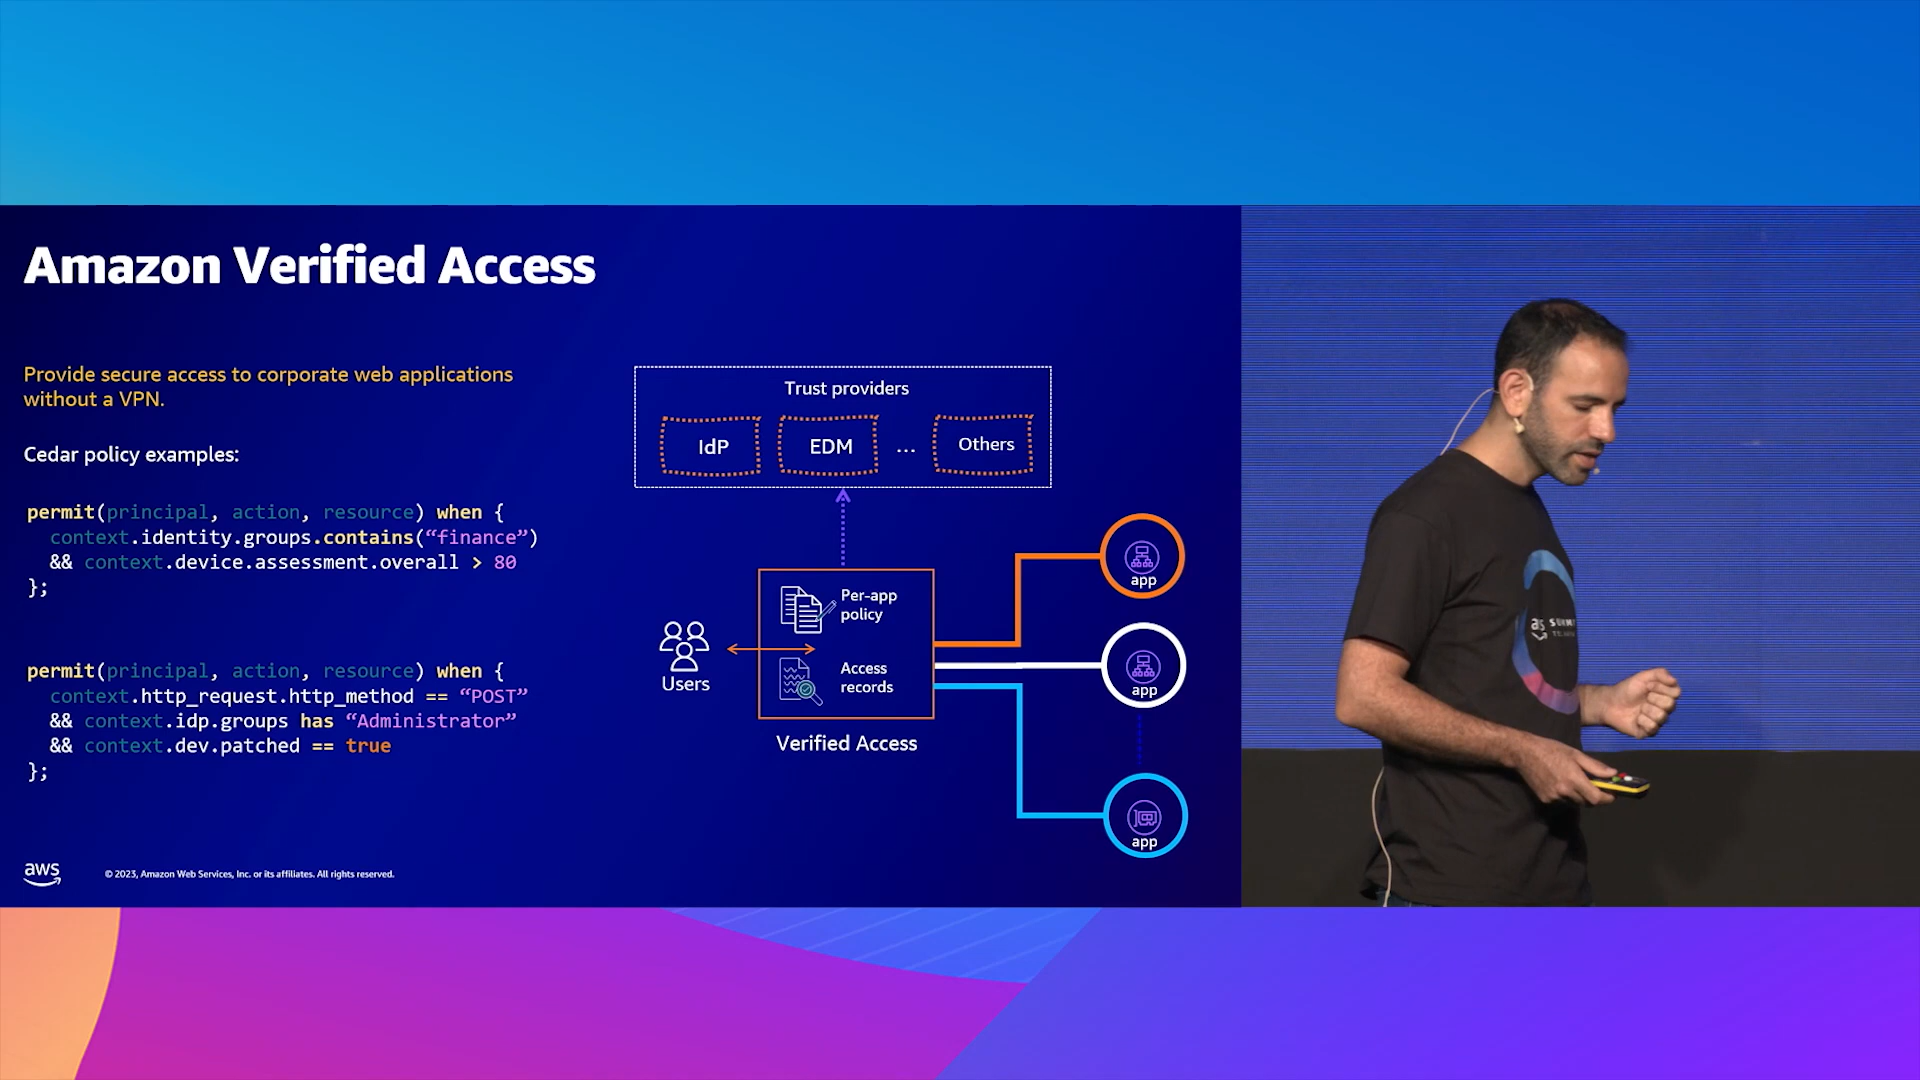 Amazon Verified Access
Provide secure access to corporate web applications
without a VPN.
Cedar policy examples:
permit(principal, action, resource) when {
context.identity.groups.contains(“finance”)
&& context.device.assessment.overall > 80
};
permit(principal, action, resource) when {
context.http_request.http_method == “POST”
&& context.idp.groups has “Administrator”
&& context.dev.patched == true
};
Trust providers
IdP
EDM
...
Others
Users
Per-app
policy
Access
records
Verified Access
app
app
app
aws
© 2023, Amazon Web Services, Inc. or its affiliates. All rights reserved.